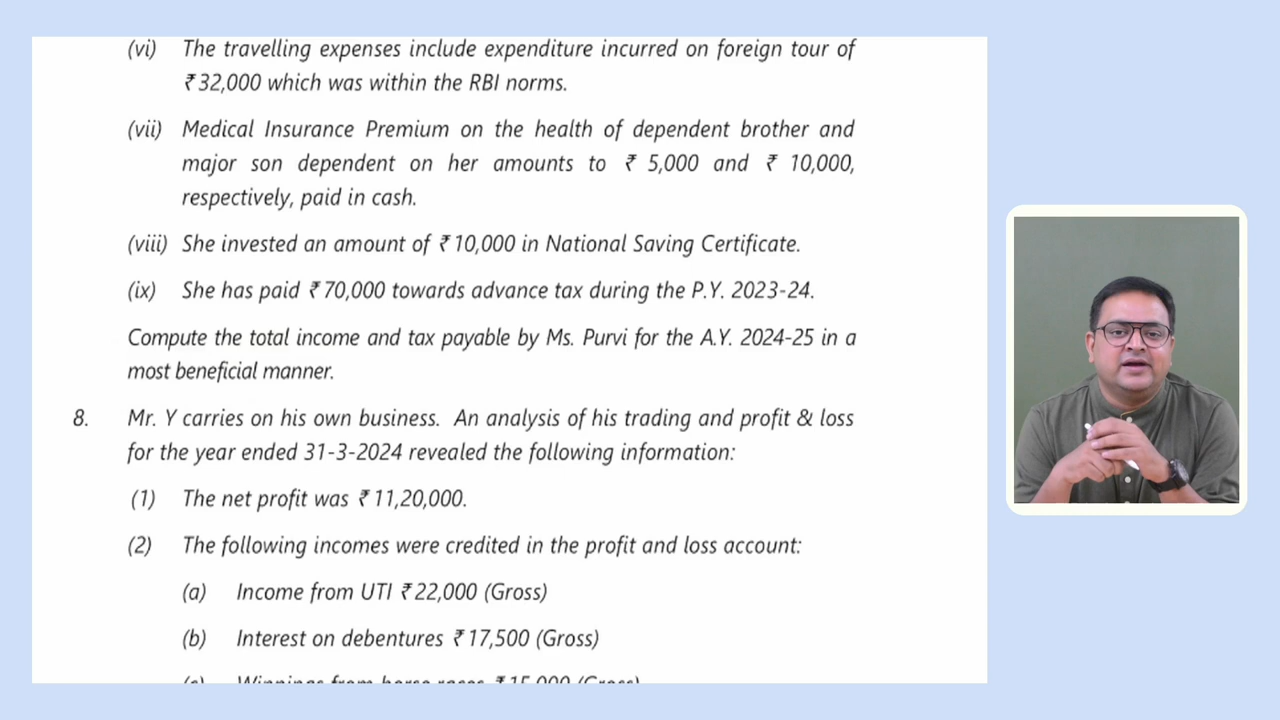 (vi) The travelling expenses include expenditure incurred on foreign tour of
₹ 32,000 which was within the RBI norms.
(vii) Medical Insurance Premium on the health of dependent brother and
major son dependent on her amounts to ₹ 5,000 and ₹ 10,000,
respectively, paid in cash.
(viii) She invested an amount of ₹ 10,000 in National Saving Certificate.
(ix) She has paid ₹ 70,000 towards advance tax during the P.Y. 2023-24.
Compute the total income and tax payable by Ms. Purvi for the A.Y. 2024-25 in a
most beneficial manner.
8. Mr. Y carries on his own business. An analysis of his trading and profit & loss
for the year ended 31-3-2024 revealed the following information:
(1) The net profit was ₹ 11,20,000.
(2) The following incomes were credited in the profit and loss account:
(a) Income from UTI ₹ 22,000 (Gross)
(b) Interest on debentures ₹ 17,500 (Gross)
(c) Winnings from horse races ₹ 15,000 (Gross)